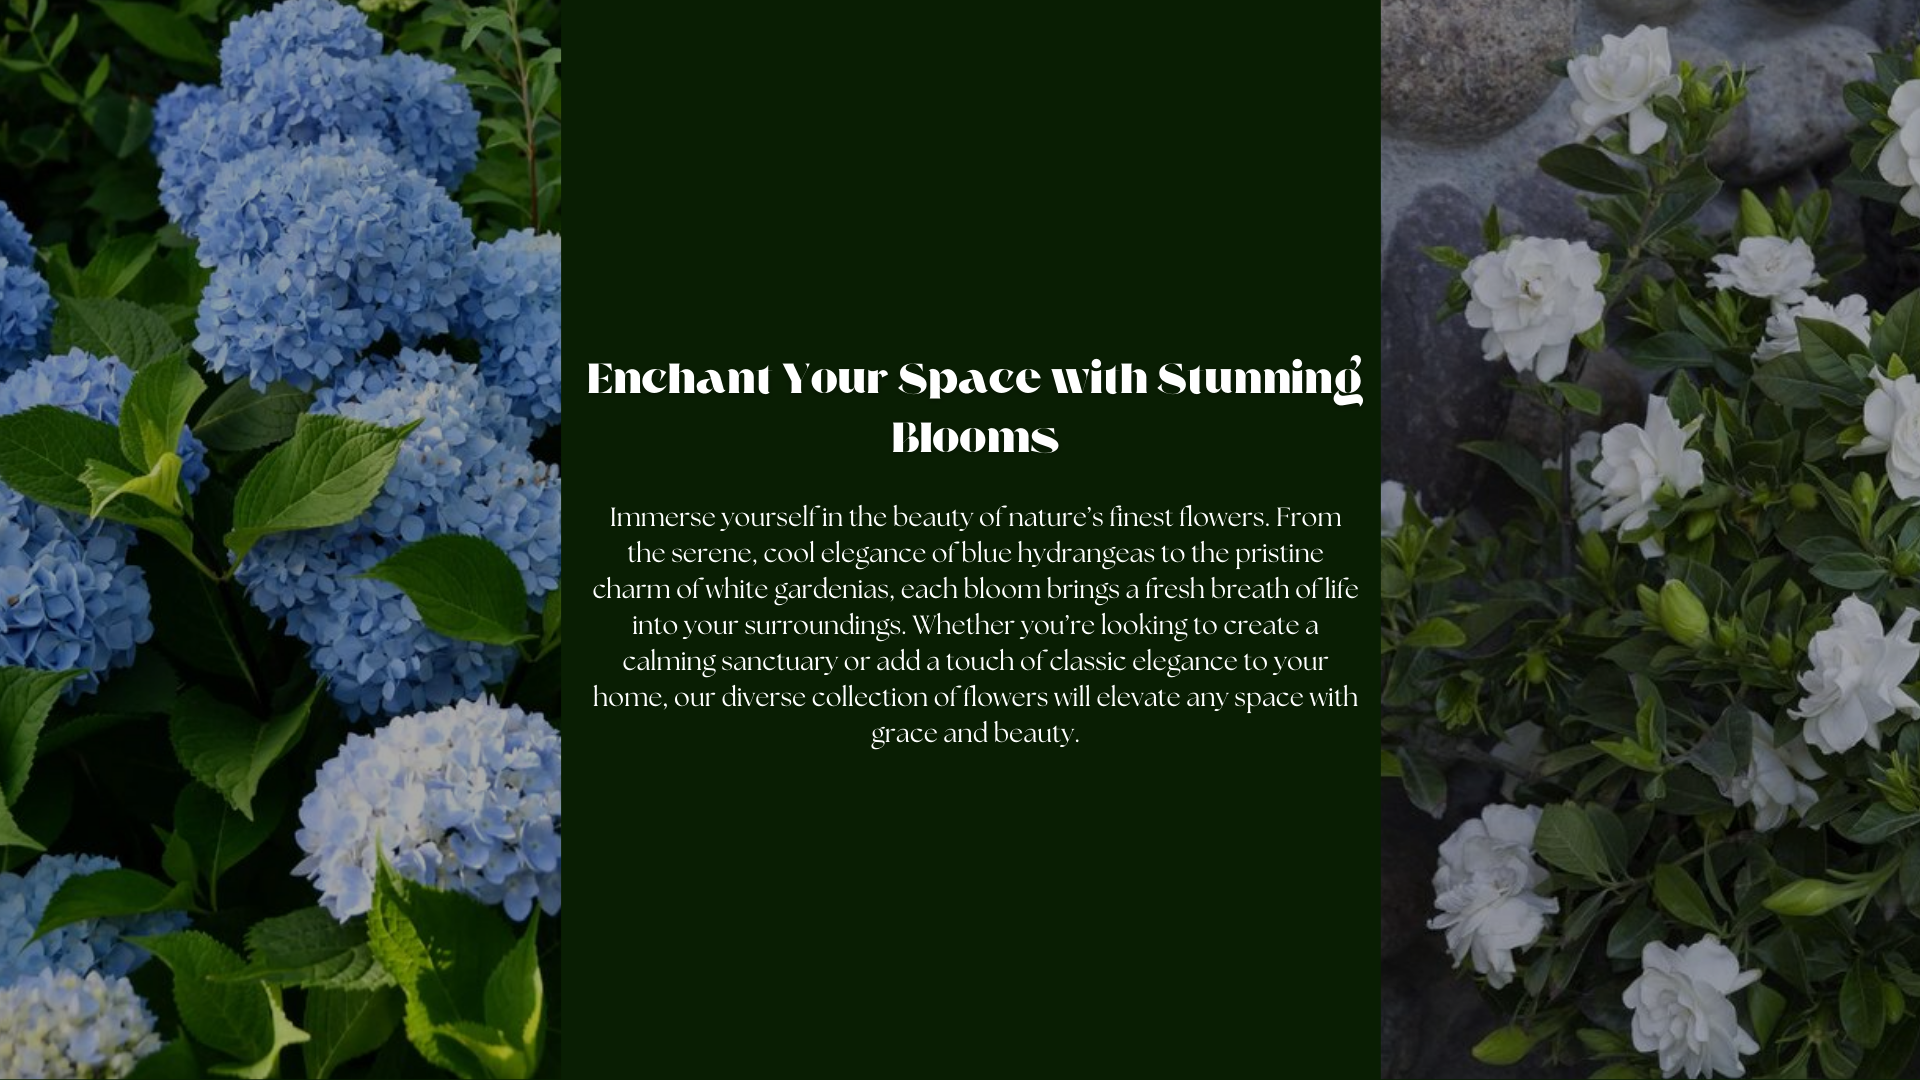 Enchant Your Space with Stunning
Blooms
Immerse yourself in the beauty of nature’s finest flowers. From
the serene, cool elegance of blue hydrangeas to the pristine
charm of white gardenias, each bloom brings a fresh breath of life
into your surroundings. Whether you’re looking to create a
calming sanctuary or add a touch of classic elegance to your
home, our diverse collection of flowers will elevate any space with
grace and beauty.